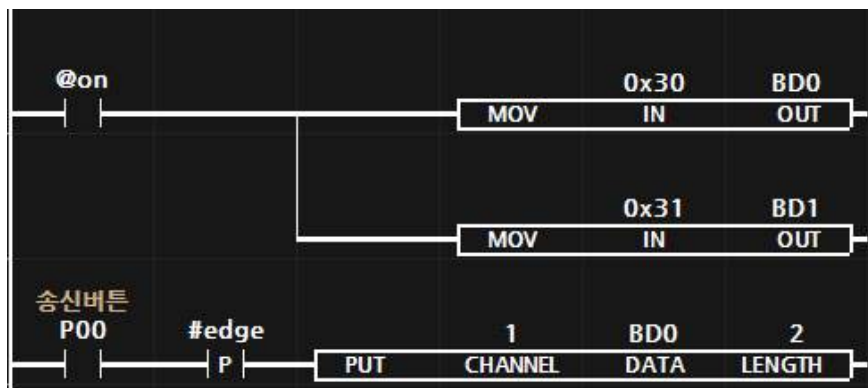 @on
0x30 BD0
MOV IN OUT
0x31 BD1
MOV IN OUT
송신버튼
P00 #edge 1 BD0 2
P PUT CHANNEL DATA LENGTH